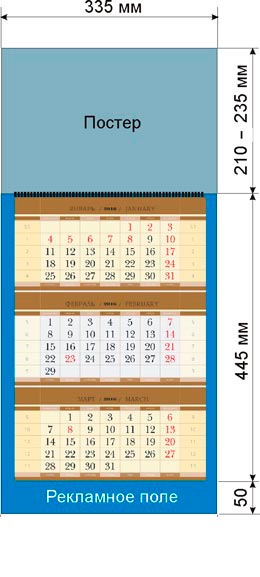 335 мм
Постер
210 – 235 мм
ЯНВАРЬ / 2016 / JANUARY
1 2 3
4 5 6 7 8 9 10
11 12 13 14 15 16 17
18 19 20 21 22 23 24
25 26 27 28 29 30 31
ФЕВРАЛЬ / 2016 / FEBRUARY
1 2 3 4 5 6 7
8 9 10 11 12 13 14
15 16 17 18 19 20 21
22 23 24 25 26 27 28
29
МАРТ / 2016 / MARCH
1 2 3 4 5 6
7 8 9 10 11 12 13
14 15 16 17 18 19 20
21 22 23 24 25 26 27
28 29 30 31
445 мм
Рекламное поле
50